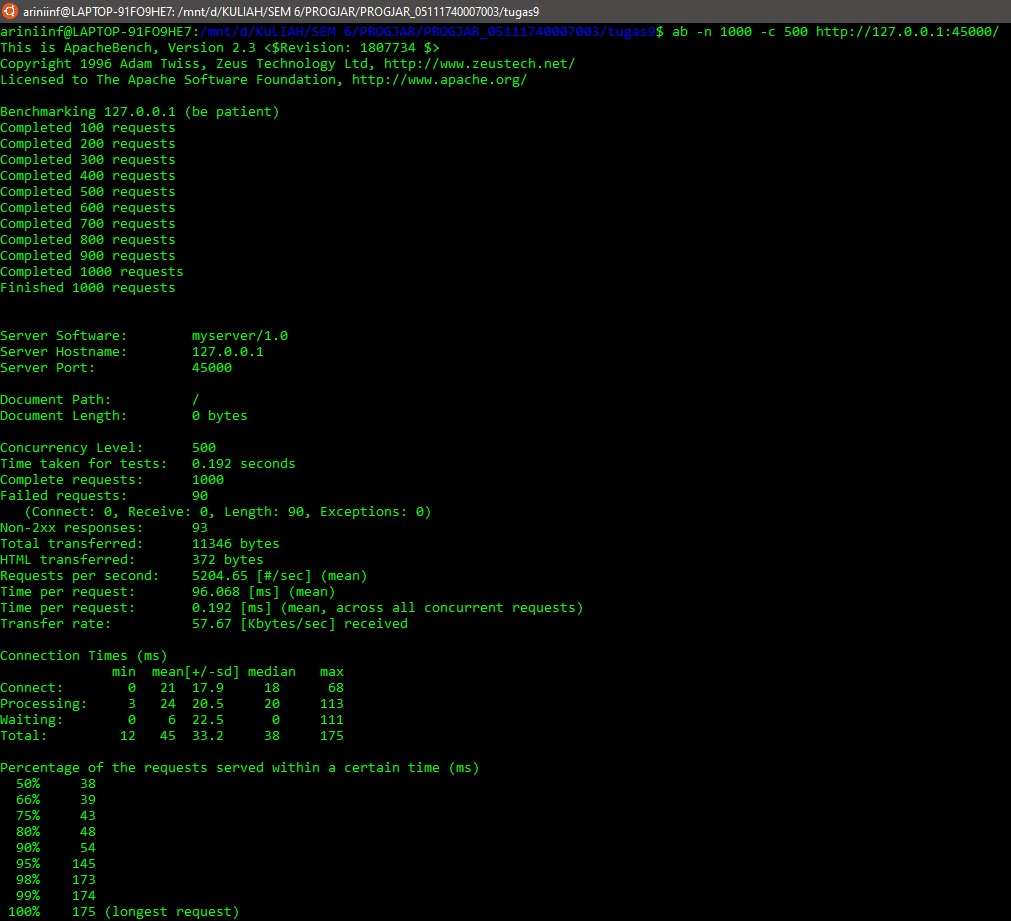 ariniinf@LAPTOP-91FO9HE7: /mnt/d/KULIAH/SEM 6/PROGJAR/PROGJAR_05111740007003/tugas9
ariniinf@LAPTOP-91FO9HE7:/mnt/d/KULIAH/SEM 6/PROGJAR/PROGJAR_05111740007003/tugas9$ ab -n 1000 -c 500 http://127.0.0.1:45000/
This is ApacheBench, Version 2.3 <$Revision: 1807734 $>
Copyright 1996 Adam Twiss, Zeus Technology Ltd, http://www.zeustech.net/
Licensed to The Apache Software Foundation, http://www.apache.org/

Benchmarking 127.0.0.1 (be patient)
Completed 100 requests
Completed 200 requests
Completed 300 requests
Completed 400 requests
Completed 500 requests
Completed 600 requests
Completed 700 requests
Completed 800 requests
Completed 900 requests
Completed 1000 requests
Finished 1000 requests


Server Software:        myserver/1.0
Server Hostname:        127.0.0.1
Server Port:            45000

Document Path:          /
Document Length:        0 bytes

Concurrency Level:      500
Time taken for tests:   0.192 seconds
Complete requests:      1000
Failed requests:        90
   (Connect: 0, Receive: 0, Length: 90, Exceptions: 0)
Non-2xx responses:      93
Total transferred:      11346 bytes
HTML transferred:       372 bytes
Requests per second:    5204.65 [#/sec] (mean)
Time per request:       96.068 [ms] (mean)
Time per request:       0.192 [ms] (mean, across all concurrent requests)
Transfer rate:          57.67 [Kbytes/sec] received

Connection Times (ms)
              min  mean[+/-sd] median   max
Connect:        0   21  17.9     18      68
Processing:     3   24  20.5     20     113
Waiting:        0    6  22.5      0     111
Total:         12   45  33.2     38     175

Percentage of the requests served within a certain time (ms)
  50%     38
  66%     39
  75%     43
  80%     48
  90%     54
  95%    145
  98%    173
  99%    174
 100%    175 (longest request)